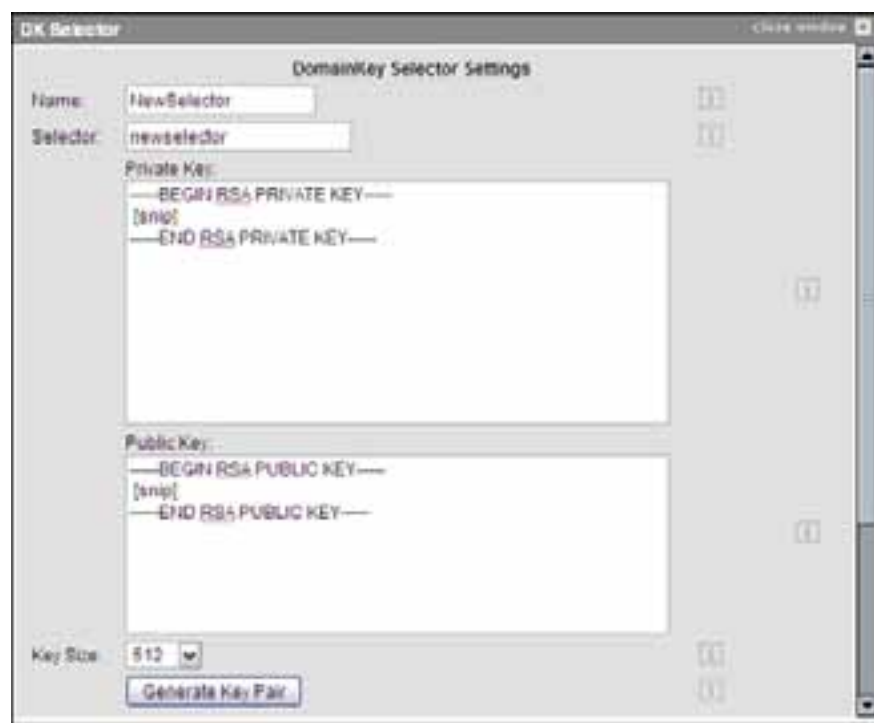 DK Selector
close window
DomainKey Selector Settings
Name: NewSelector
Selector: newselector
Private Key:
-----BEGIN RSA PRIVATE KEY-----
[snip]
-----END RSA PRIVATE KEY-----
Public Key:
-----BEGIN RSA PUBLIC KEY-----
[snip]
-----END RSA PUBLIC KEY-----
Key Size: 512
Generate Key Pair